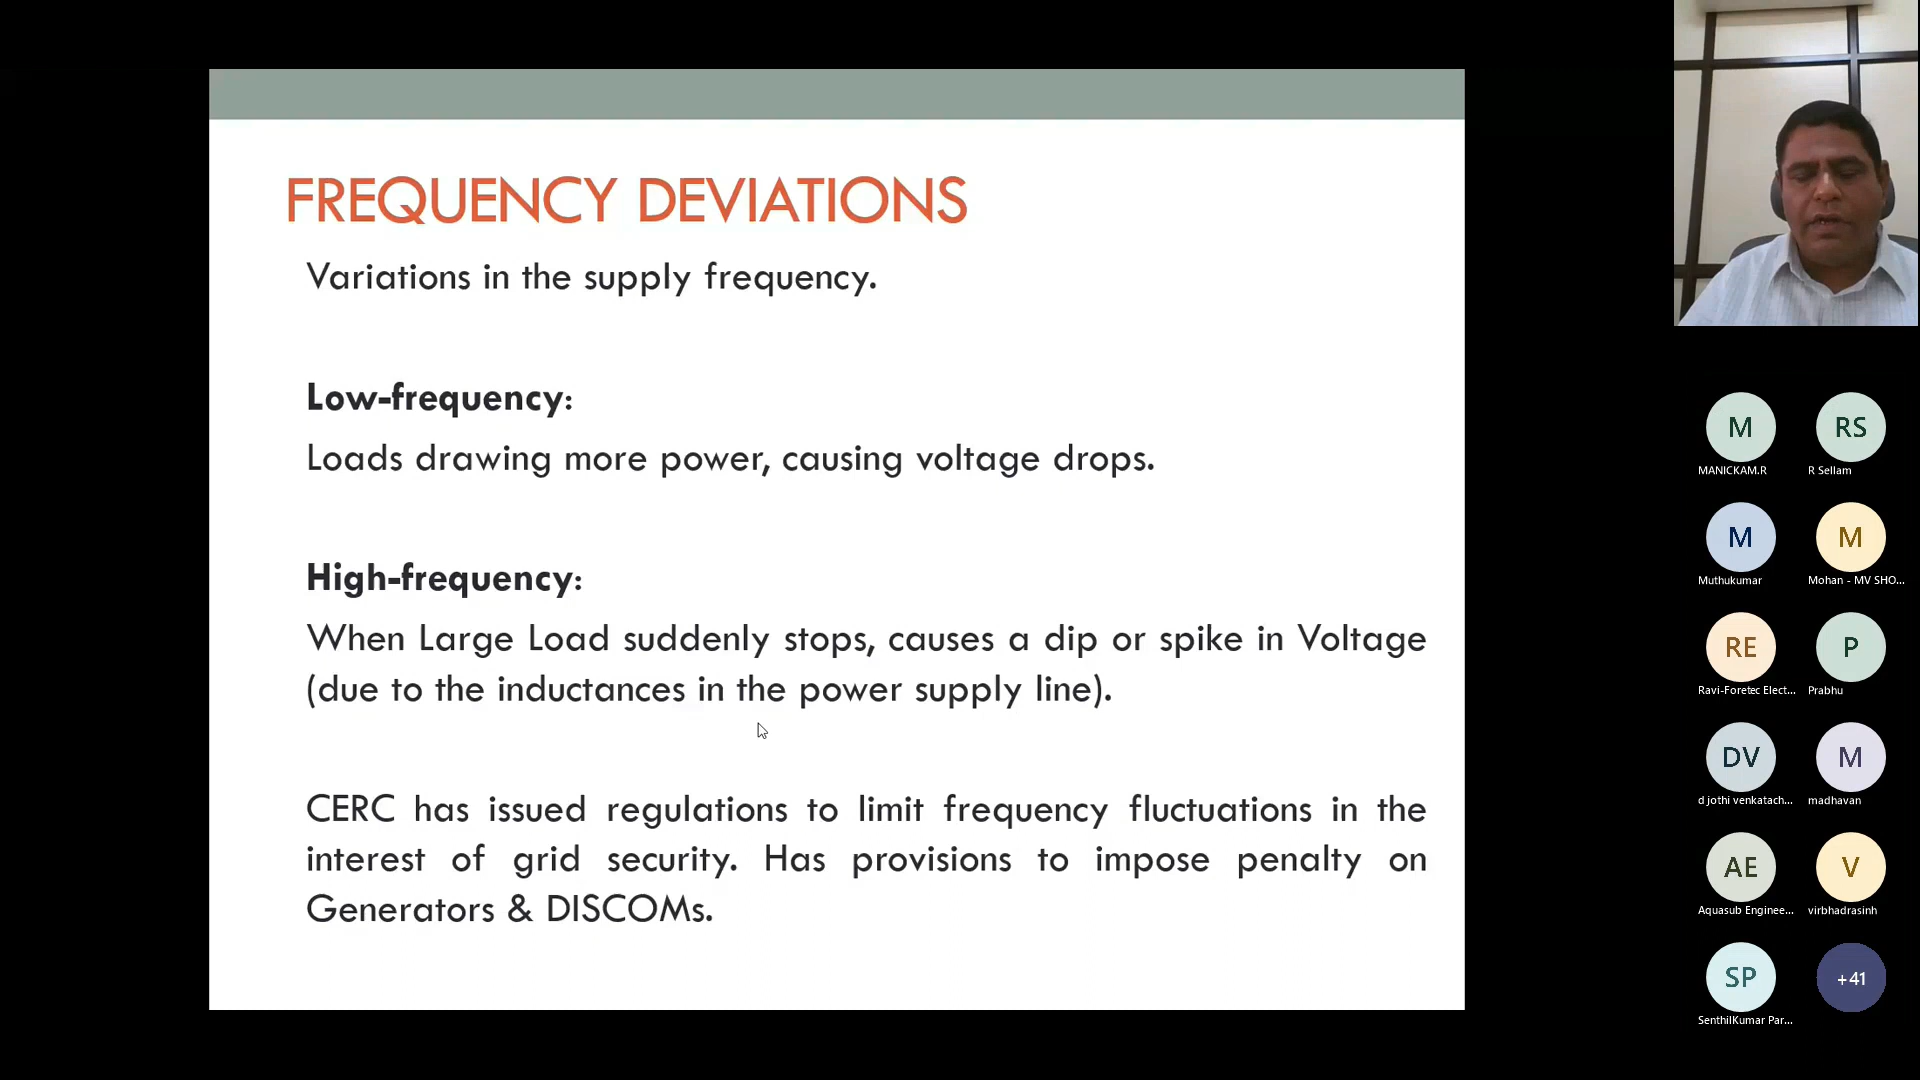 FREQUENCY DEVIATIONS
Variations in the supply frequency.
Low-frequency:
Loads drawing more power, causing voltage drops.
High-frequency:
When Large Load suddenly stops, causes a dip or spike in Voltage
(due to the inductances in the power supply line).
CERC has issued regulations to limit frequency fluctuations in the
interest of grid security. Has provisions to impose penalty on
Generators & DISCOMs.
M RS
MANICKAM.R R Sellam
M M
Muthukumar Mohan - MV SHO...
RE P
Ravi-Foretec Elect... Prabhu
DV M
d jothi venkatach... madhavan
AE V
Aquasub Enginee... virbhadrasinh
SP +41
SenthilKumar Par...